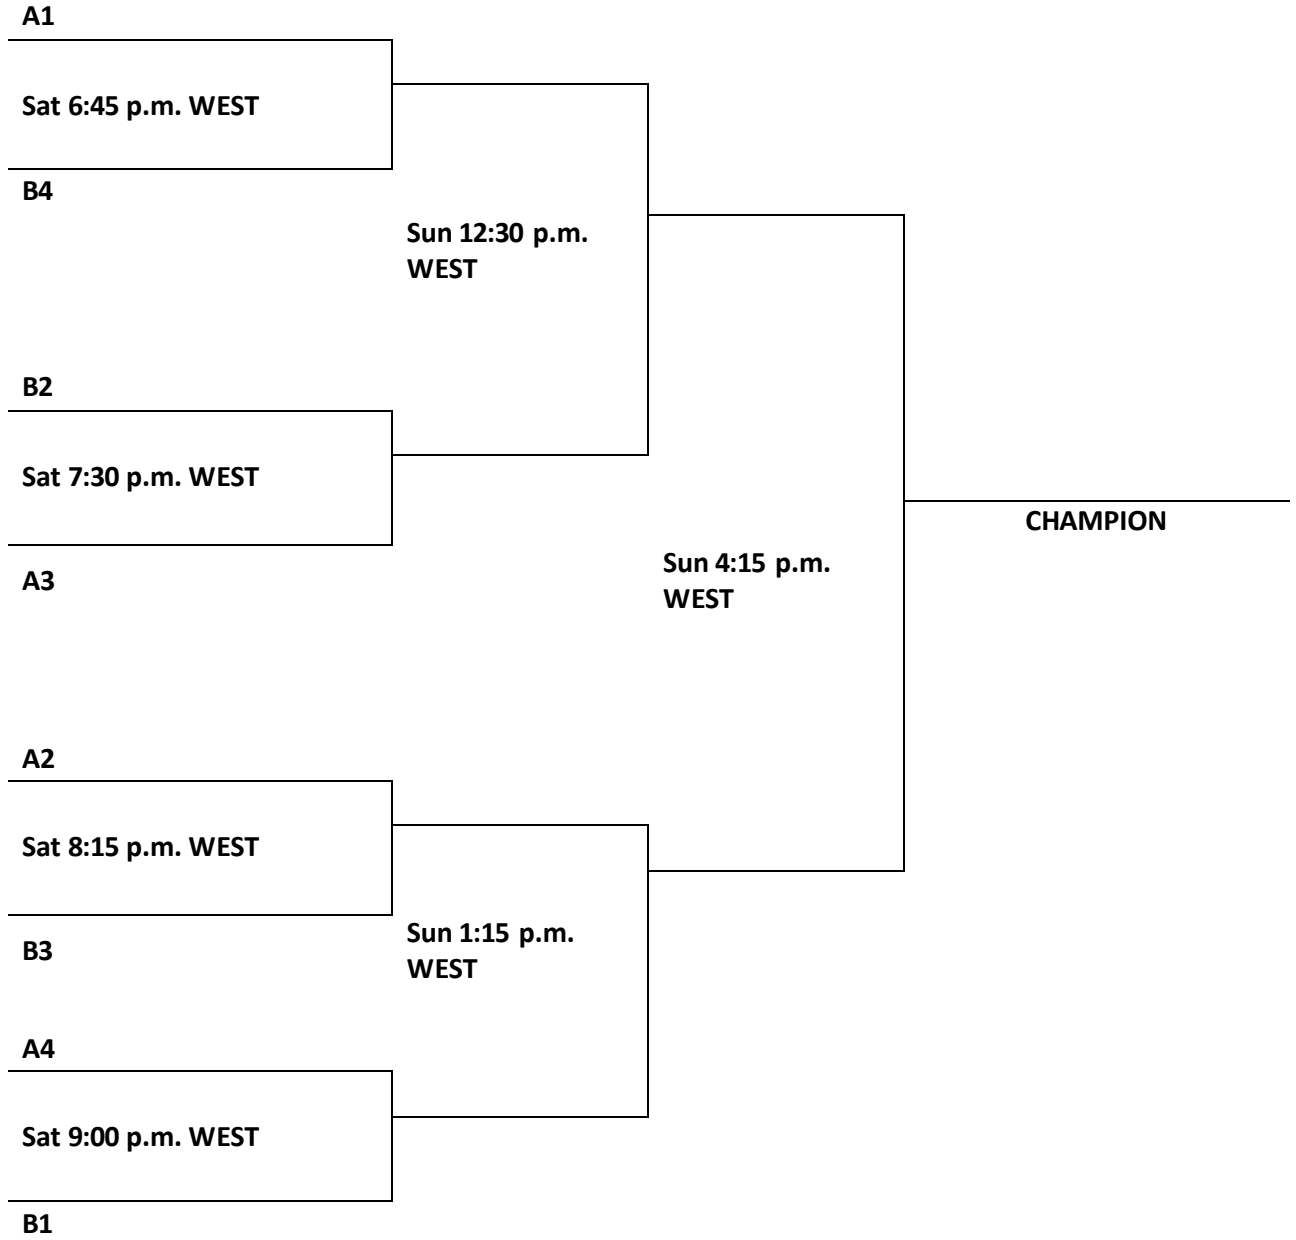 A1
Sat 6:45 p.m. WEST
B4
Sun 12:30 p.m.
WEST
B2
Sat 7:30 p.m. WEST
A3
CHAMPION
Sun 4:15 p.m.
WEST
A2
Sat 8:15 p.m. WEST
B3
Sun 1:15 p.m.
WEST
A4
Sat 9:00 p.m. WEST
B1